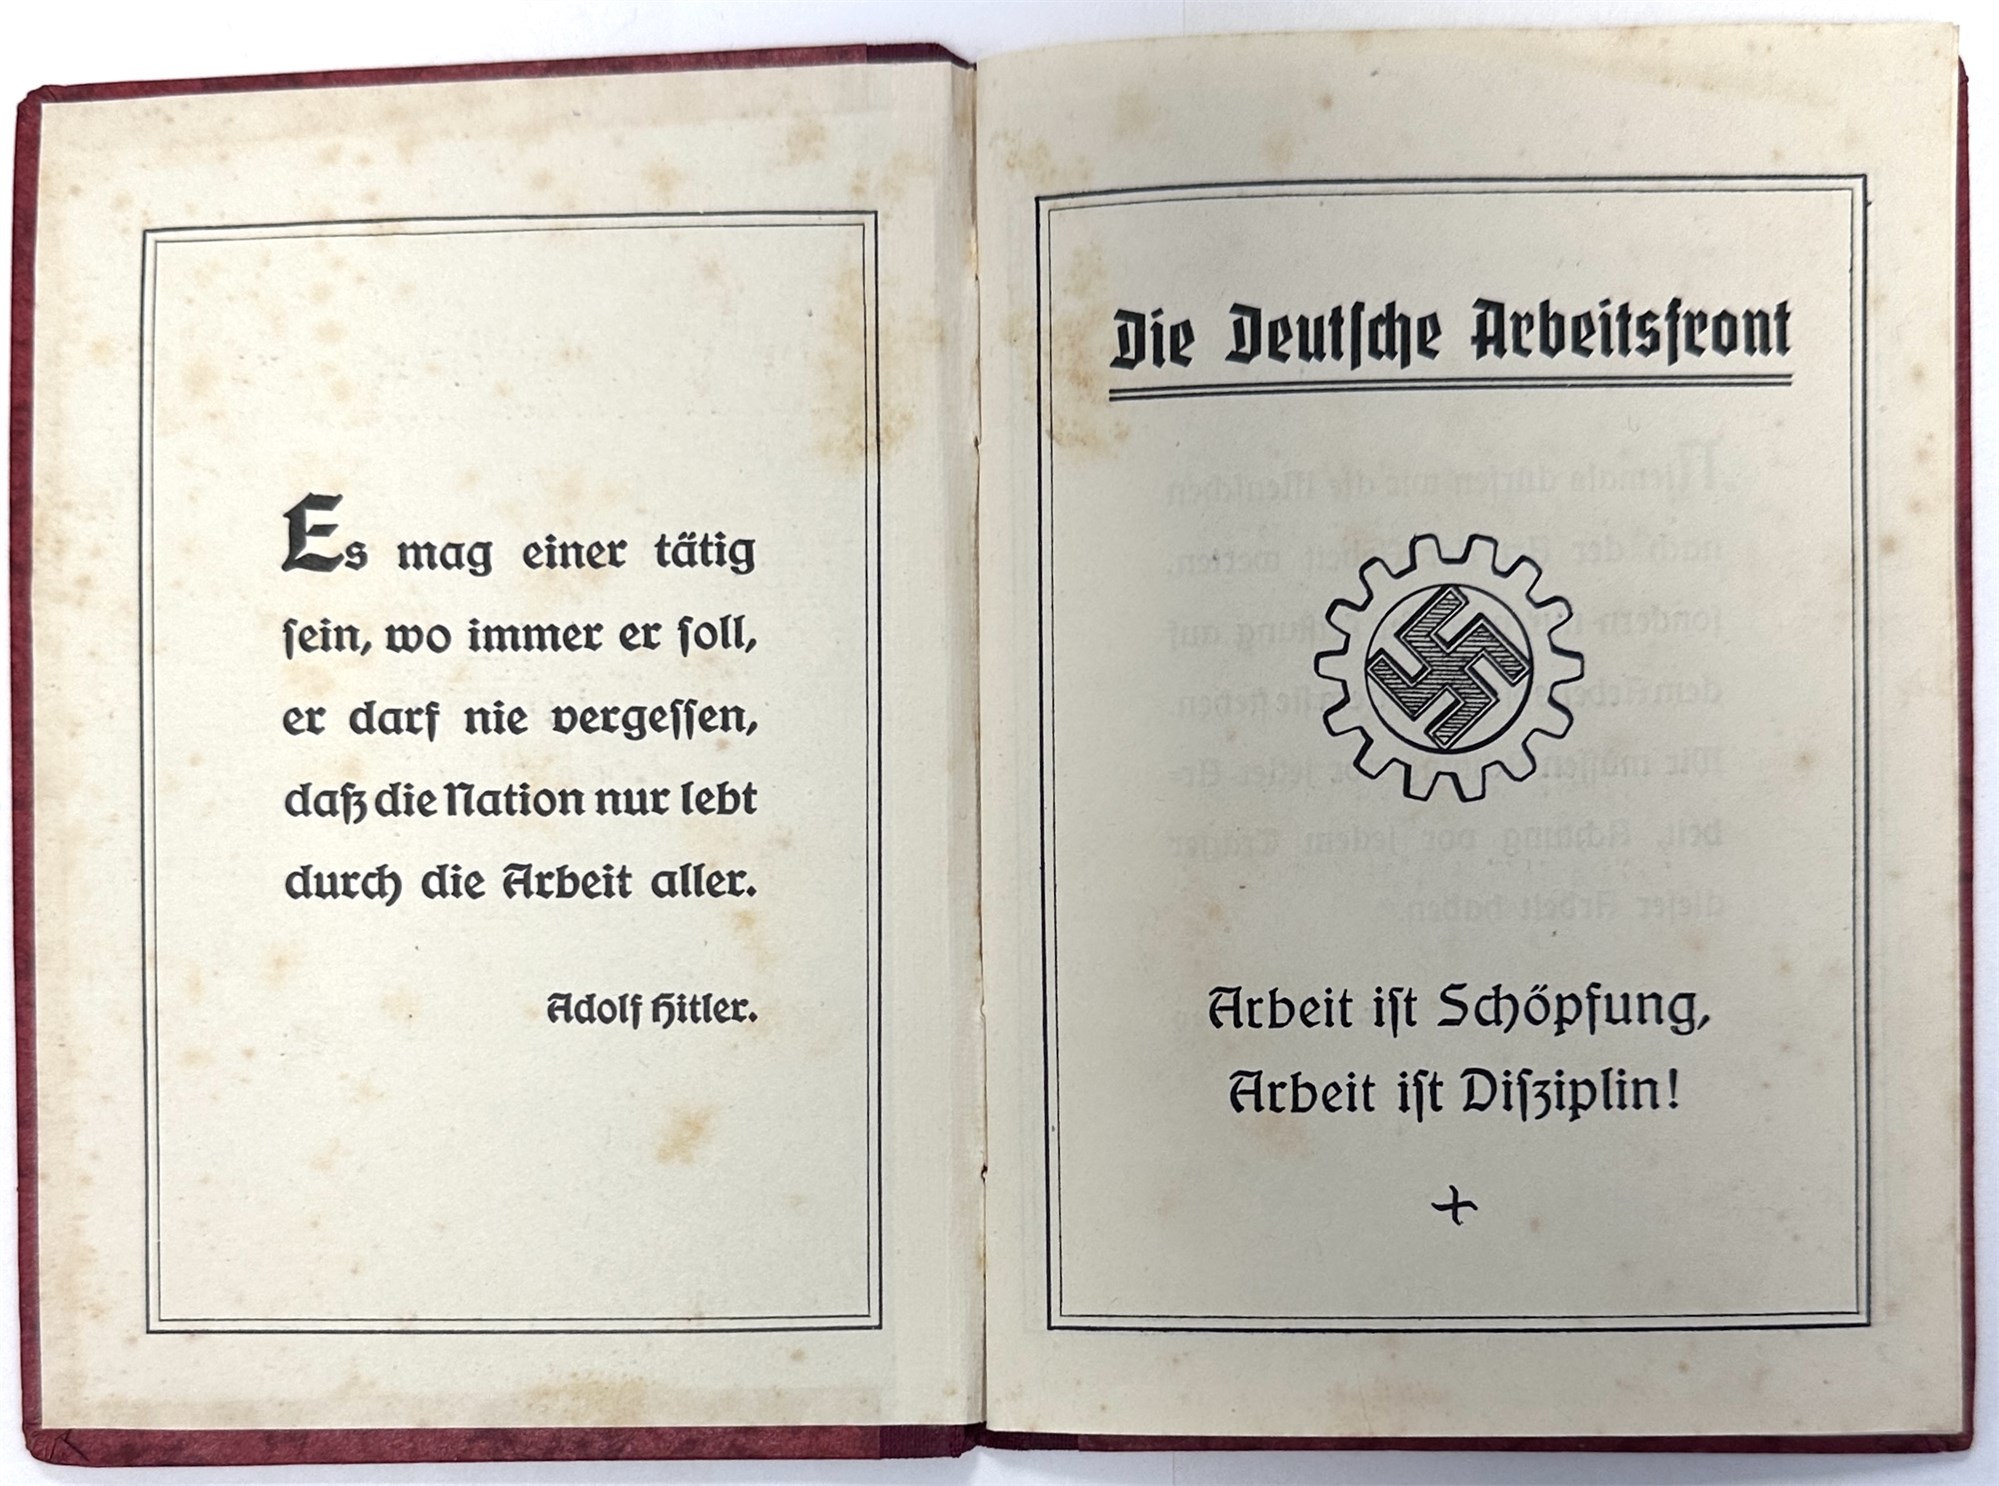 Es mag einer tätig
ſein, wo immer er ſoll,
er darf nie vergeſſen,
daß die Nation nur lebt
durch die Arbeit aller.
Adolf Hitler.
Die Deutſche Arbeitsfront
Arbeit iſt Schöpfung,
Arbeit iſt Diſziplin!